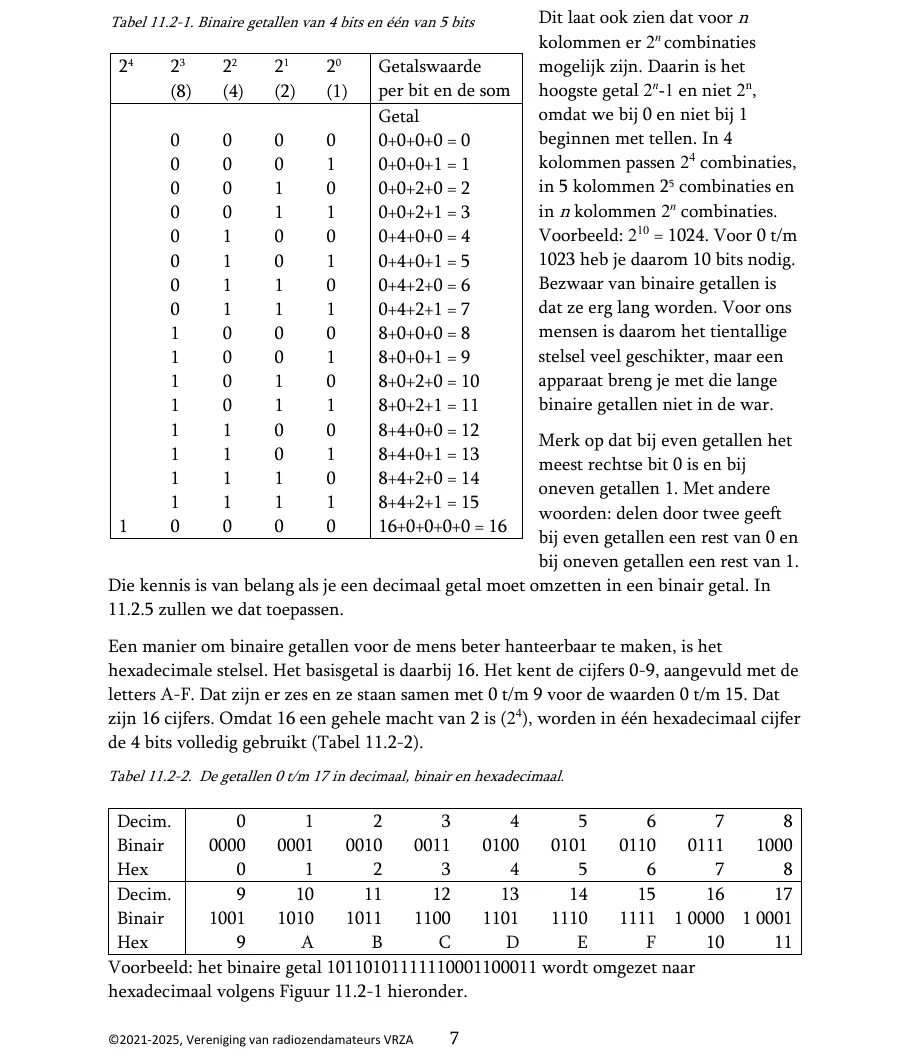 Tabel 11.2-1. Binaire getallen van 4 bits en één van 5 bits
2⁴ 2³ 2² 2¹ 2⁰ Getalswaarde
(8) (4) (2) (1) per bit en de som
Getal
0 0 0 0 0+0+0+0 = 0
0 0 0 1 0+0+0+1 = 1
0 0 1 0 0+0+2+0 = 2
0 0 1 1 0+0+2+1 = 3
0 1 0 0 0+4+0+0 = 4
0 1 0 1 0+4+0+1 = 5
0 1 1 0 0+4+2+0 = 6
0 1 1 1 0+4+2+1 = 7
1 0 0 0 8+0+0+0 = 8
1 0 0 1 8+0+0+1 = 9
1 0 1 0 8+0+2+0 = 10
1 0 1 1 8+0+2+1 = 11
1 1 0 0 8+4+0+0 = 12
1 1 0 1 8+4+0+1 = 13
1 1 1 0 8+4+2+0 = 14
1 1 1 1 8+4+2+1 = 15
1 0 0 0 0 16+0+0+0+0 = 16
Dit laat ook zien dat voor n
kolommen er 2ⁿ combinaties
mogelijk zijn. Daarin is het
hoogste getal 2ⁿ-1 en niet 2ⁿ,
omdat we bij 0 en niet bij 1
beginnen met tellen. In 4
kolommen passen 2⁴ combinaties,
in 5 kolommen 2⁵ combinaties en
in n kolommen 2ⁿ combinaties.
Voorbeeld: 2¹⁰ = 1024. Voor 0 t/m
1023 heb je daarom 10 bits nodig.
Bezwaar van binaire getallen is
dat ze erg lang worden. Voor ons
mensen is daarom het tientallige
stelsel veel geschikter, maar een
apparaat breng je met die lange
binaire getallen niet in de war.
Merk op dat bij even getallen het
meest rechtse bit 0 is en bij
oneven getallen 1. Met andere
woorden: delen door twee geeft
bij even getallen een rest van 0 en
bij oneven getallen een rest van 1.
Die kennis is van belang als je een decimaal getal moet omzetten in een binair getal. In
11.2.5 zullen we dat toepassen.
Een manier om binaire getallen voor de mens beter hanteerbaar te maken, is het
hexadecimale stelsel. Het basisgetal is daarbij 16. Het kent de cijfers 0-9, aangevuld met de
letters A-F. Dat zijn er zes en ze staan samen met 0 t/m 9 voor de waarden 0 t/m 15. Dat
zijn 16 cijfers. Omdat 16 een gehele macht van 2 is (2⁴), worden in één hexadecimaal cijfer
de 4 bits volledig gebruikt (Tabel 11.2-2).
Tabel 11.2-2. De getallen 0 t/m 17 in decimaal, binair en hexadecimaal.
Decim. 0 1 2 3 4 5 6 7 8
Binair 0000 0001 0010 0011 0100 0101 0110 0111 1000
Hex 0 1 2 3 4 5 6 7 8
Decim. 9 10 11 12 13 14 15 16 17
Binair 1001 1010 1011 1100 1101 1110 1111 1 0000 1 0001
Hex 9 A B C D E F 10 11
Voorbeeld: het binaire getal 10110101111110001100011 wordt omgezet naar
hexadecimaal volgens Figuur 11.2-1 hieronder.
©2021-2025, Vereniging van radiozendamateurs VRZA 7